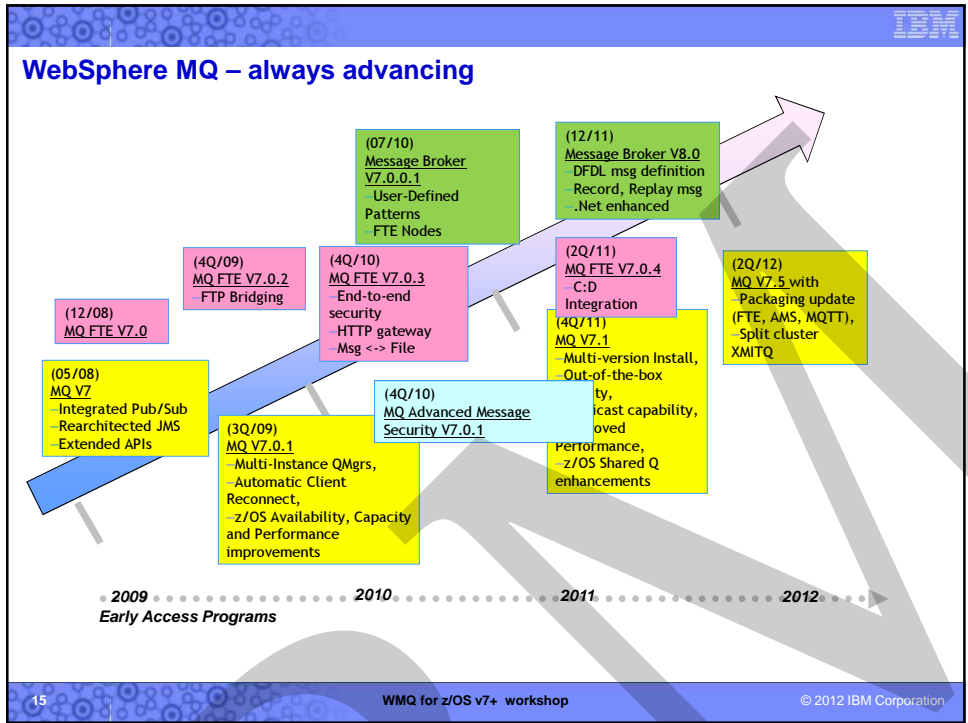 IBM
WebSphere MQ – always advancing
(07/10)
Message Broker
V7.0.0.1
–User-Defined
Patterns
–FTE Nodes
(12/11)
Message Broker V8.0
–DFDL msg definition
–Record, Replay msg
–.Net enhanced
(4Q/09)
MQ FTE V7.0.2
–FTP Bridging
(4Q/10)
MQ FTE V7.0.3
–End-to-end
security
–HTTP gateway
–Msg <-> File
(2Q/11)
MQ FTE V7.0.4
–C:D
Integration
(2Q/12)
MQ V7.5 with
–Packaging update
(FTE, AMS, MQTT),
–Split cluster
XMITQ
(12/08)
MQ FTE V7.0
(05/08)
MQ V7
–Integrated Pub/Sub
–Rearchitected JMS
–Extended APIs
(3Q/09)
MQ V7.0.1
–Multi-Instance QMgrs,
–Automatic Client
Reconnect,
–z/OS Availability, Capacity
and Performance
improvements
(4Q/10)
MQ Advanced Message
Security V7.0.1
(4Q/11)
MQ V7.1
–Multi-version Install,
–Out-of-the-box
capability,
Performance,
–z/OS Shared Q
enhancements
2009 2010 2011 2012
Early Access Programs
15 WMQ for z/OS v7+ workshop © 2012 IBM Corporation